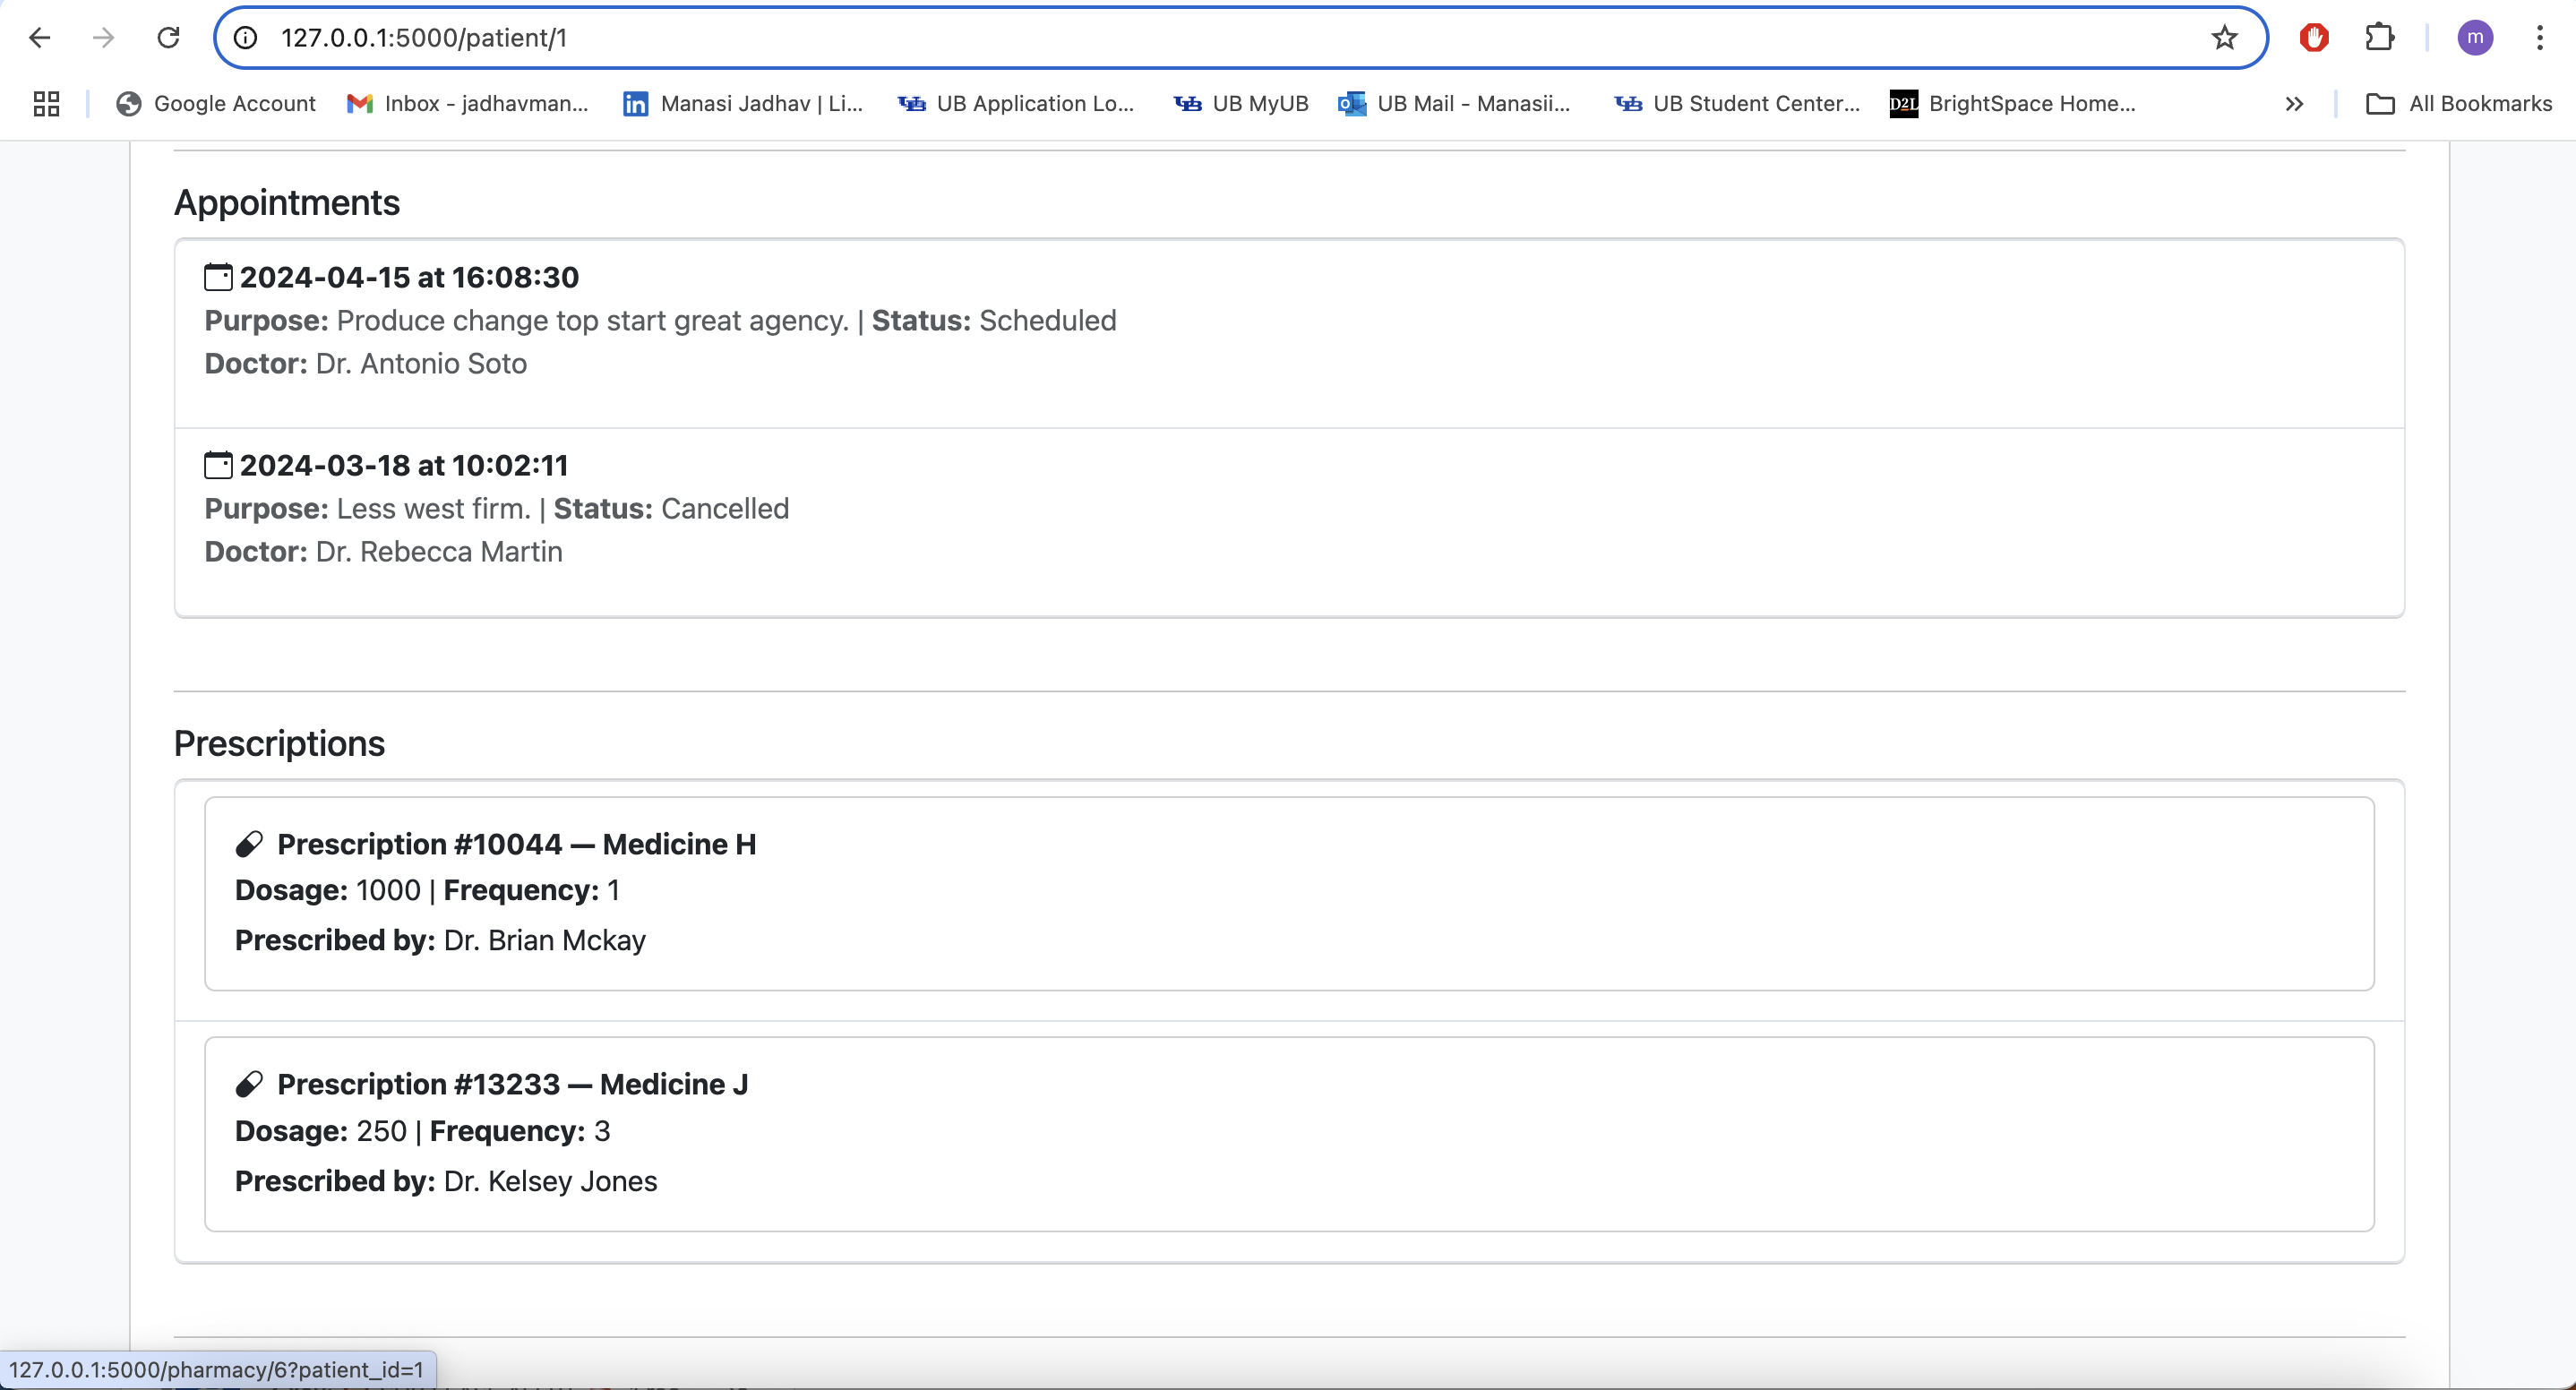 127.0.0.1:5000/patient/1
m
Google Account
Inbox - jadhavman...
in
Manasi Jadhav | Li...
UB Application Lo...
UB MyUB
UB Mail - Manasii...
UB Student Center...
D2L
BrightSpace Home...
All Bookmarks
Appointments
2024-04-15 at 16:08:30
Purpose: Produce change top start great agency. | Status: Scheduled
Doctor: Dr. Antonio Soto
2024-03-18 at 10:02:11
Purpose: Less west firm. | Status: Cancelled
Doctor: Dr. Rebecca Martin
Prescriptions
Prescription #10044 — Medicine H
Dosage: 1000 | Frequency: 1
Prescribed by: Dr. Brian Mckay
Prescription #13233 — Medicine J
Dosage: 250 | Frequency: 3
Prescribed by: Dr. Kelsey Jones
127.0.0.1:5000/pharmacy/6?patient_id=1